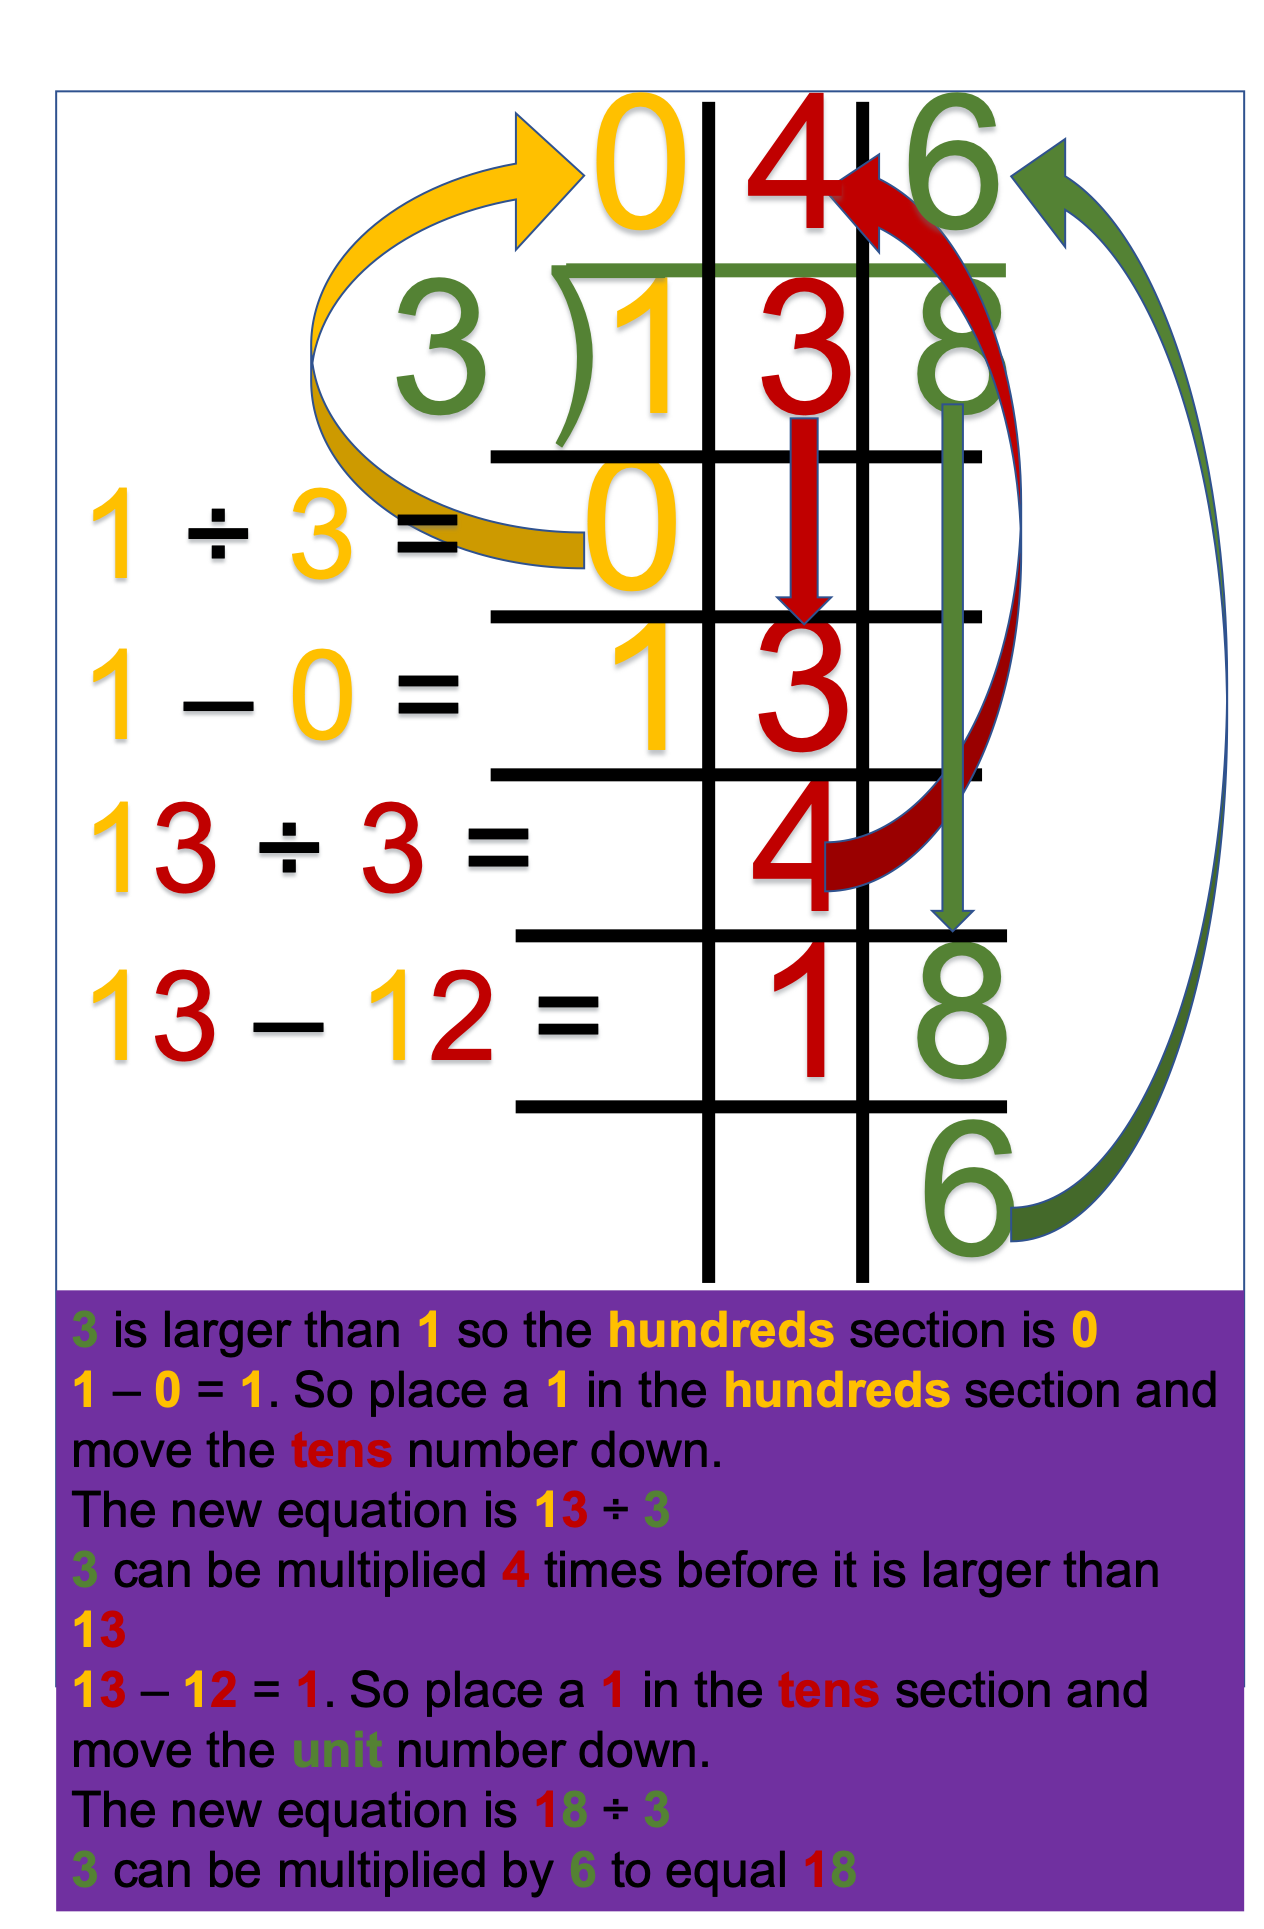 0 4 6
3 ) 1 3 8
1 ÷ 3 = 0
1 – 0 = 1 3
13 ÷ 3 = 4
13 – 12 = 1 8
6
3 is larger than 1 so the hundreds section is 0
1 – 0 = 1. So place a 1 in the hundreds section and
move the tens number down.
The new equation is 13 ÷ 3
3 can be multiplied 4 times before it is larger than
13
13 – 12 = 1. So place a 1 in the tens section and
move the unit number down.
The new equation is 18 ÷ 3
3 can be multiplied by 6 to equal 18